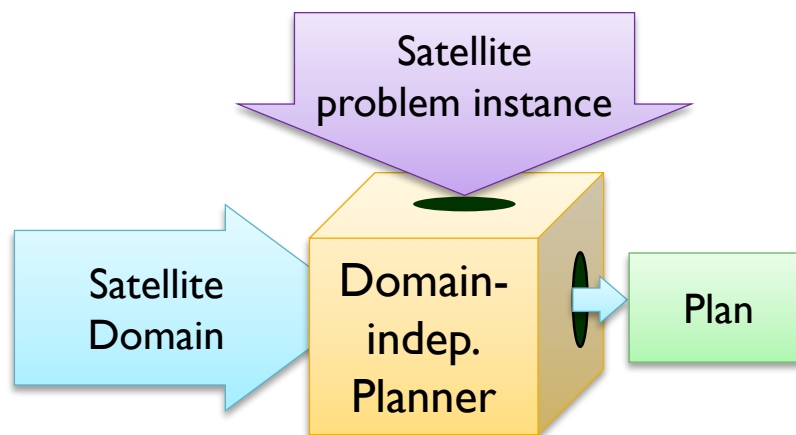 Satellite
problem instance
Satellite
Domain
Domain-
indep.
Planner
Plan